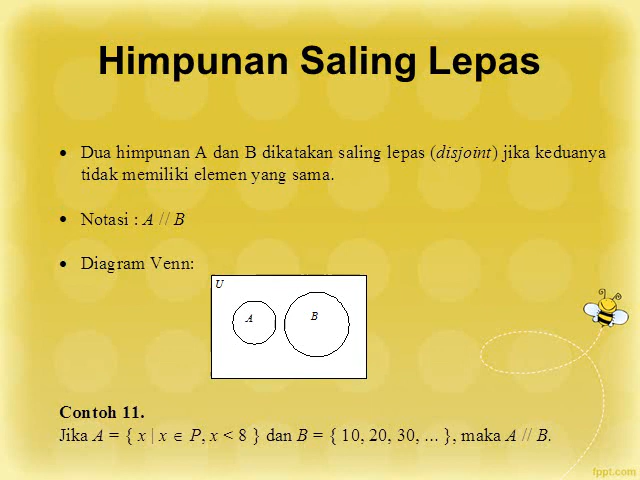 Himpunan Saling Lepas
• Dua himpunan A dan B dikatakan saling lepas (disjoint) jika keduanya
tidak memiliki elemen yang sama.
• Notasi : A // B
• Diagram Venn:
U
A
B
Contoh 11.
Jika A = { x | x ∈ P, x < 8 } dan B = { 10, 20, 30, ... }, maka A // B.
fppt.com